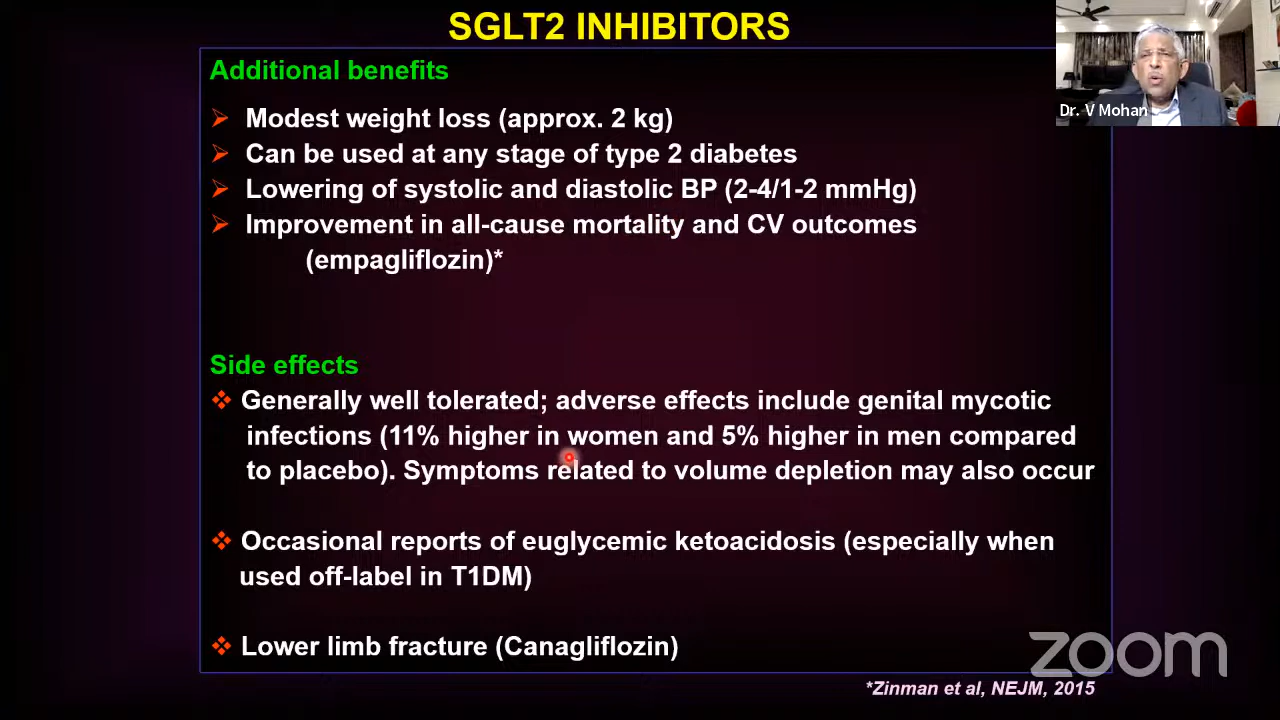 SGLT2 INHIBITORS
Additional benefits
Modest weight loss (approx. 2 kg)
Can be used at any stage of type 2 diabetes
Lowering of systolic and diastolic BP (2-4/1-2 mmHg)
Improvement in all-cause mortality and CV outcomes
(empagliflozin)*
Side effects
Generally well tolerated; adverse effects include genital mycotic
infections (11% higher in women and 5% higher in men compared
to placebo). Symptoms related to volume depletion may also occur
Occasional reports of euglycemic ketoacidosis (especially when
used off-label in T1DM)
Lower limb fracture (Canagliflozin)
*Zinman et al, NEJM, 2015
Dr. V Mohan
zoom